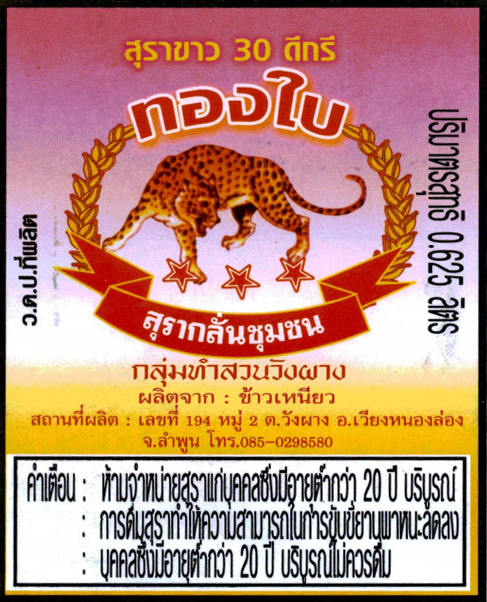 สุราขาว 30 ดีกรี
ทองใบ
ปริมาตรสุทธิ 0.625 ลิตร
ว.ด.ป.ที่ผลิต
สุรากลั่นชุมชน
กลุ่มทำสวนวังผาง
ผลิตจาก : ข้าวเหนียว
สถานที่ผลิต : เลขที่ 194 หมู่ 2 ต.วังผาง อ.เวียงหนองล่อง
จ.ลำพูน โทร.085-0298580
คำเตือน : ห้ามจำหน่ายสุราแก่บุคคลซึ่งมีอายุต่ำกว่า 20 ปี บริบูรณ์
: การดื่มสุราทำให้ความสามารถในการขับขี่ยานพาหนะลดลง
: บุคคลซึ่งมีอายุต่ำกว่า 20 ปี บริบูรณ์ไม่ควรดื่ม